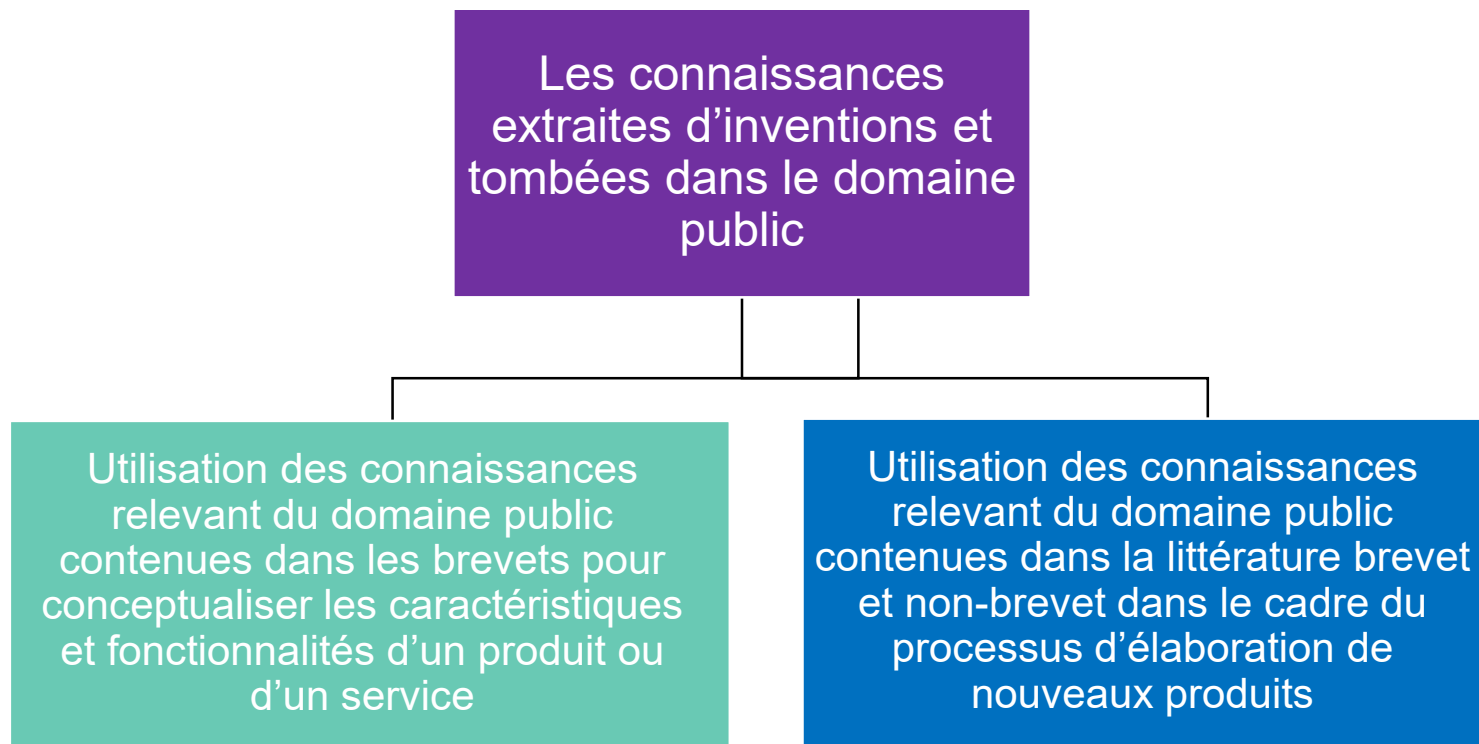 Les connaissances
extraites d’inventions et
tombées dans le domaine
public
Utilisation des connaissances
relevant du domaine public
contenues dans les brevets pour
conceptualiser les caractéristiques
et fonctionnalités d’un produit ou
d’un service
Utilisation des connaissances
relevant du domaine public
contenues dans la littérature brevet
et non-brevet dans le cadre du
processus d’élaboration de
nouveaux produits